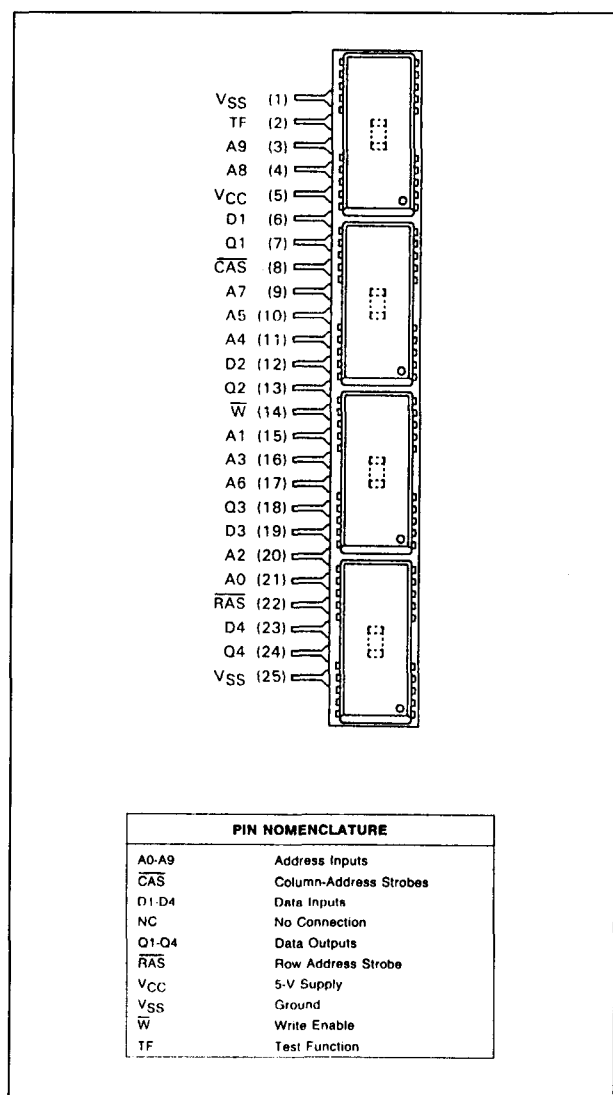 VSS (1)
TF (2)
A9 (3)
A8 (4)
VCC (5)
D1 (6)
Q1 (7)
C̅A̅S̅ (8)
A7 (9)
A5 (10)
A4 (11)
D2 (12)
Q2 (13)
W̅ (14)
A1 (15)
A3 (16)
A6 (17)
Q3 (18)
D3 (19)
A2 (20)
A0 (21)
R̅A̅S̅ (22)
D4 (23)
Q4 (24)
VSS (25)
PIN NOMENCLATURE
A0-A9 Address Inputs
C̅A̅S̅ Column-Address Strobes
D1-D4 Data Inputs
NC No Connection
Q1-Q4 Data Outputs
R̅A̅S̅ Row Address Strobe
VCC 5-V Supply
VSS Ground
W̅ Write Enable
TF Test Function